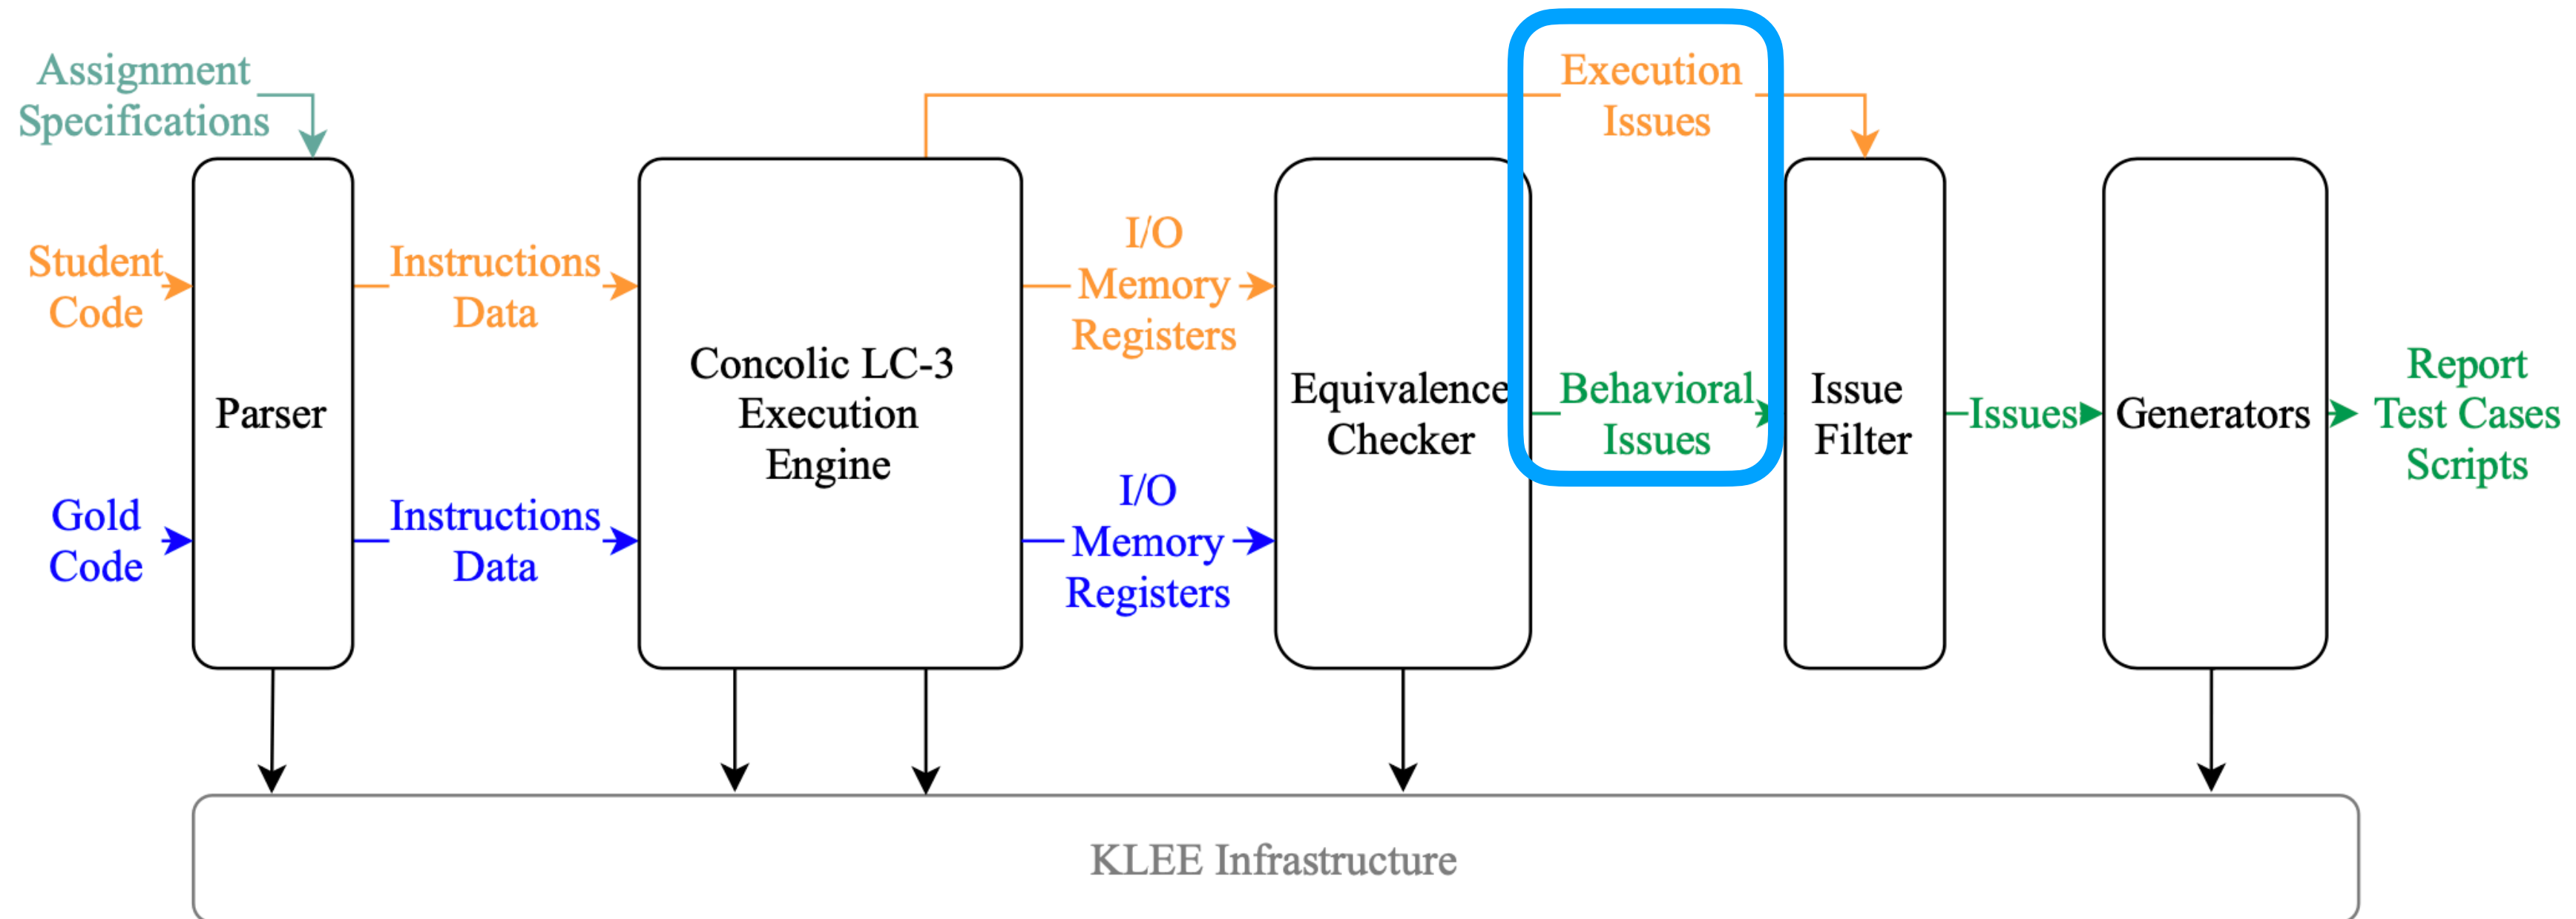 Assignment
Specifications
Student
Code
Gold
Code
Parser
Instructions
Data
Instructions
Data
Concolic LC-3
Execution
Engine
I/O
Memory
Registers
I/O
Memory
Registers
Equivalence
Checker
Execution
Issues
Behavioral
Issues
Issue
Filter
Issues
Generators
Report
Test Cases
Scripts
KLEE Infrastructure